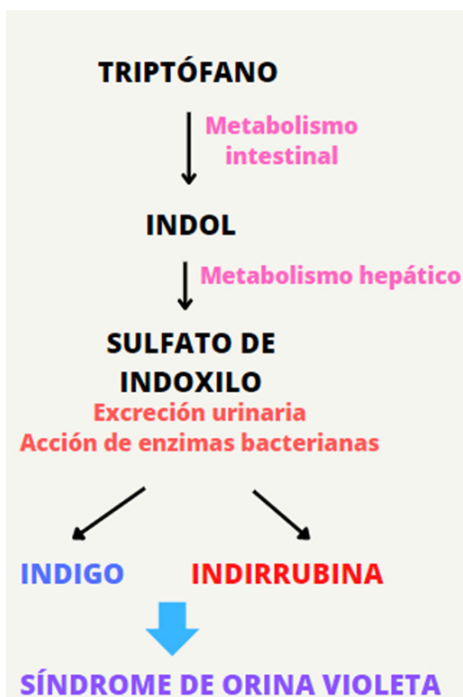 TRIPTÓFANO
Metabolismo
intestinal
INDOL
Metabolismo hepático
SULFATO DE
INDOXILO
Excreción urinaria
Acción de enzimas bacterianas
INDIGO
INDIRRUBINA
SÍNDROME DE ORINA VIOLETA